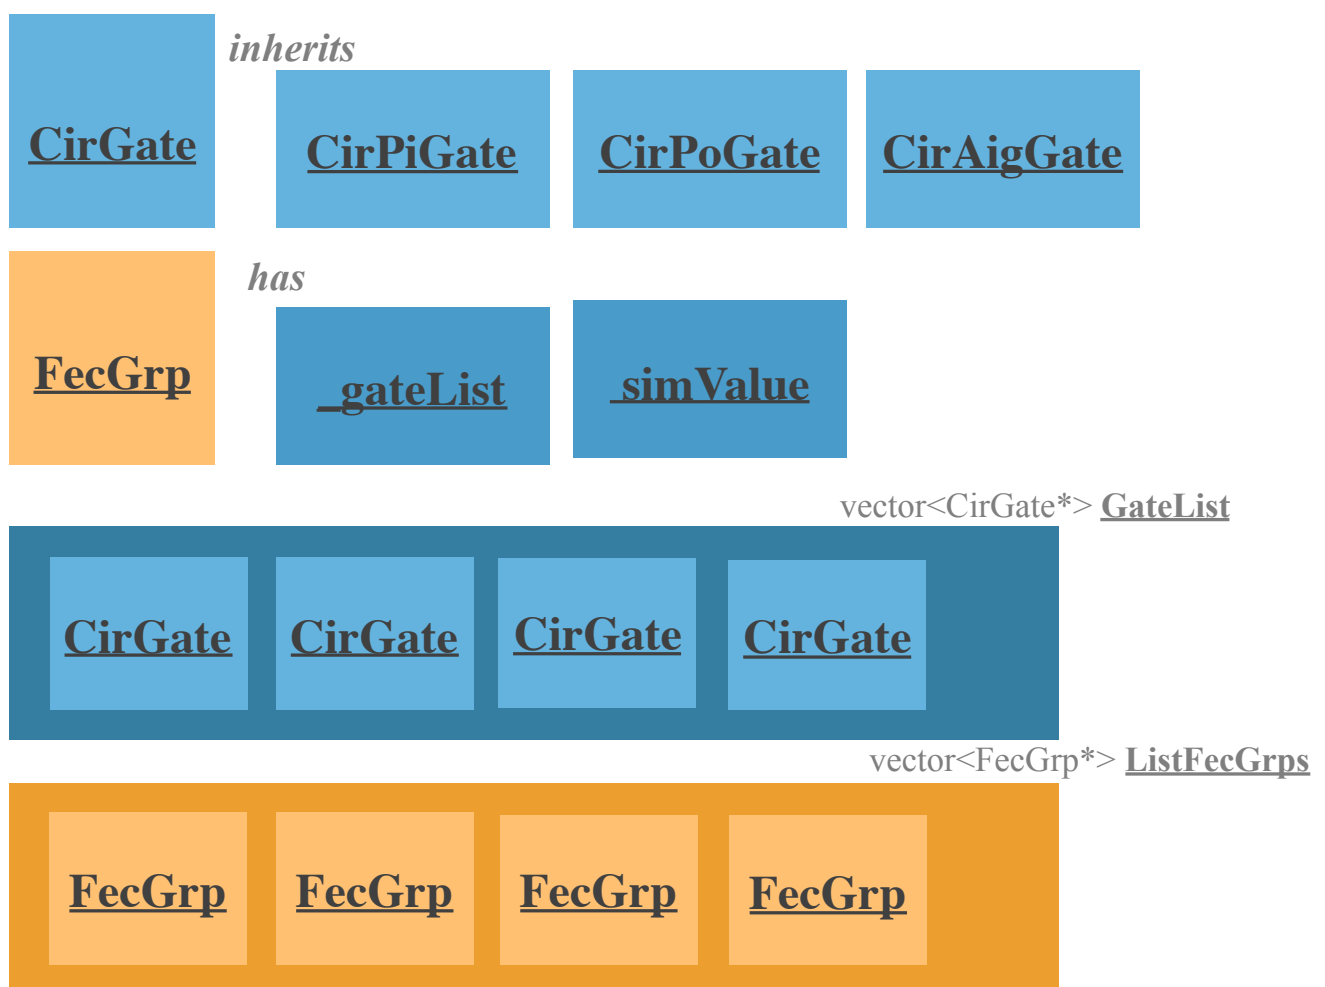 inherits
CirGate
CirPiGate
CirPoGate
CirAigGate
has
FecGrp
_gateList
_simValue
vector<CirGate*> GateList
CirGate
CirGate
CirGate
CirGate
vector<FecGrp*> ListFecGrps
FecGrp
FecGrp
FecGrp
FecGrp